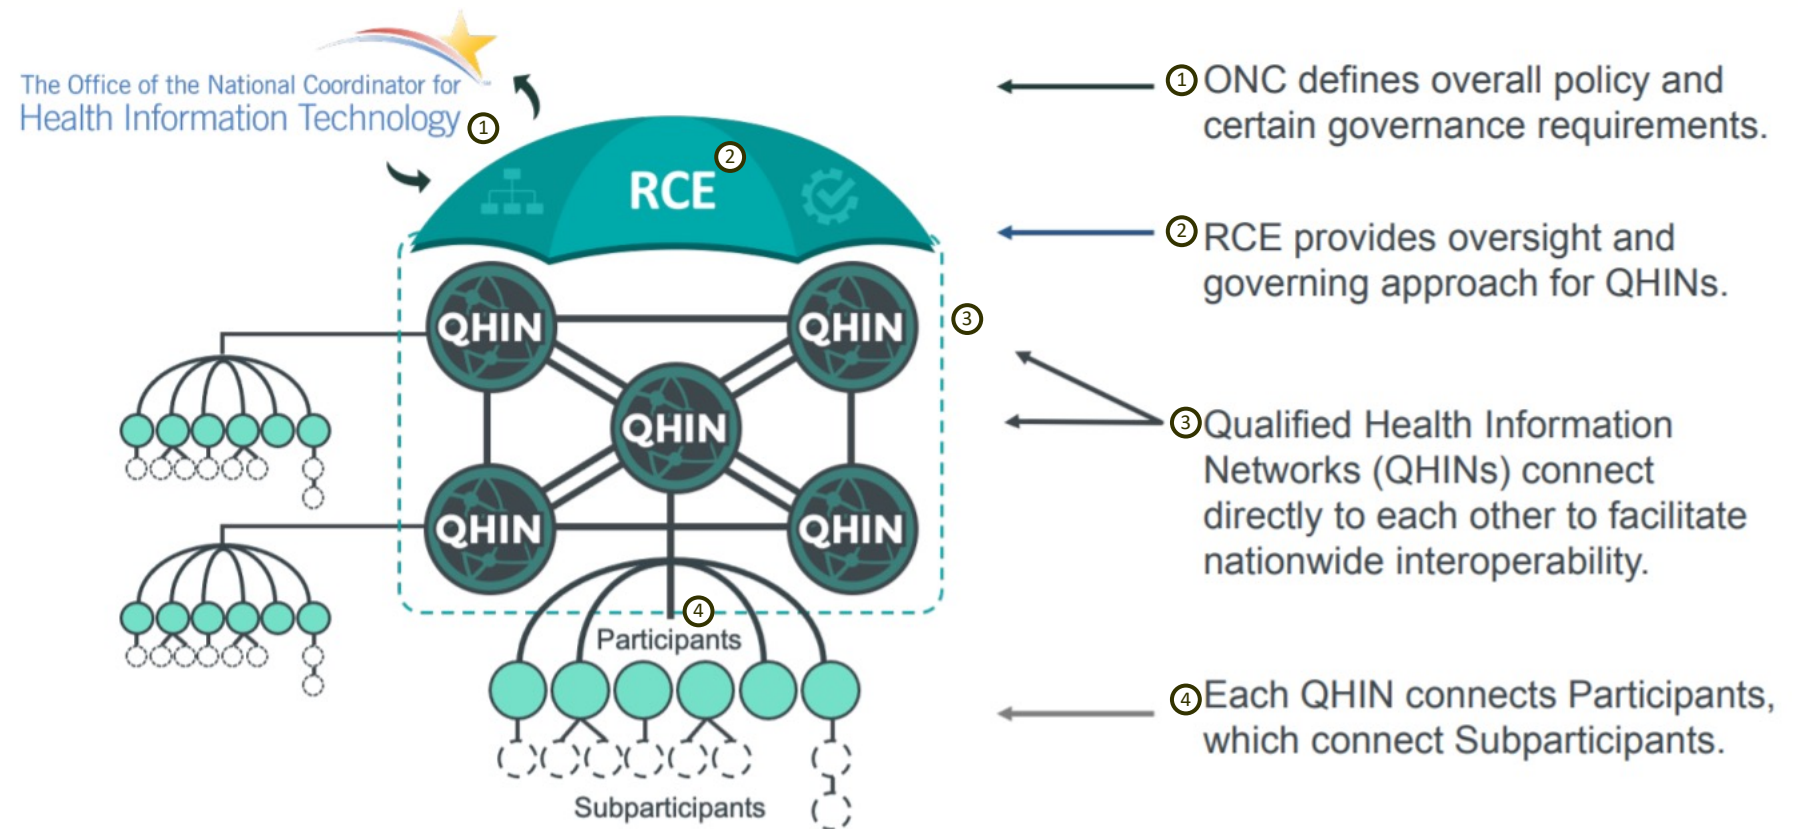 The Office of the National Coordinator for
Health Information Technology
1
RCE
2
QHIN
QHIN
3
QHIN
QHIN
QHIN
4
Participants
Subparticipants
1 ONC defines overall policy and
certain governance requirements.
2 RCE provides oversight and
governing approach for QHINs.
3 Qualified Health Information
Networks (QHINs) connect
directly to each other to facilitate
nationwide interoperability.
4 Each QHIN connects Participants,
which connect Subparticipants.